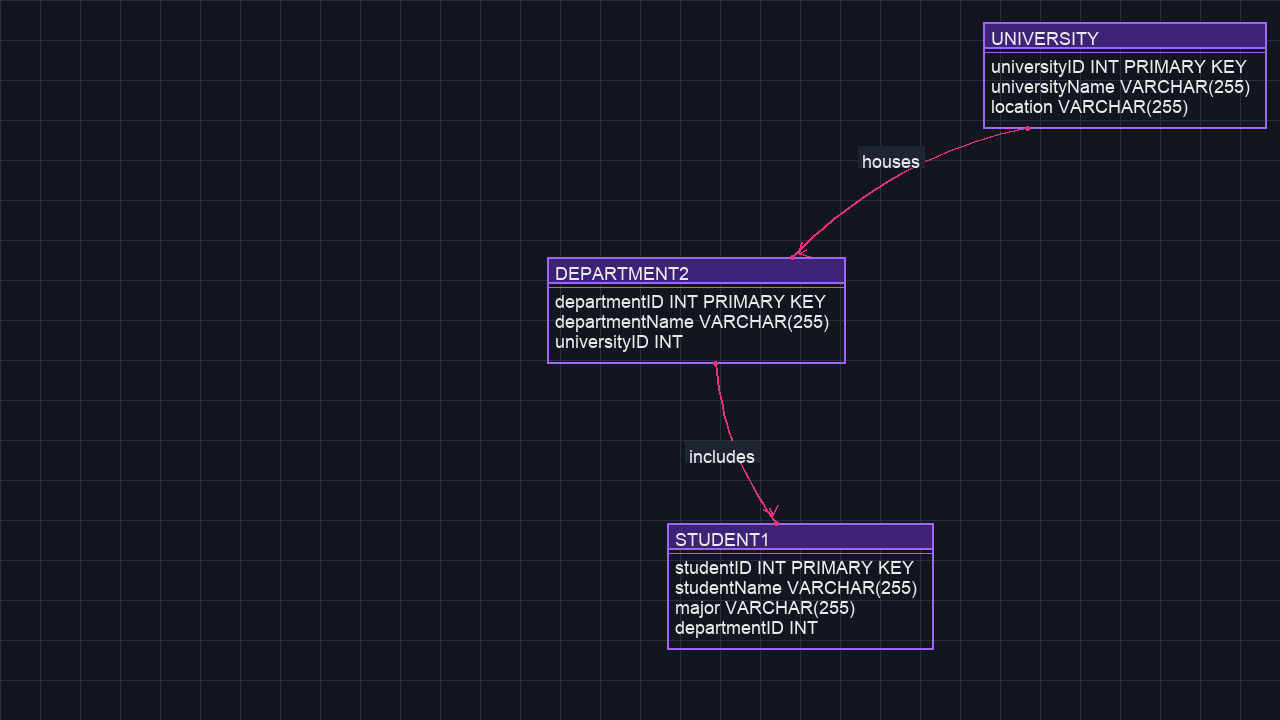 UNIVERSITY
universityID INT PRIMARY KEY
universityName VARCHAR(255)
location VARCHAR(255)
houses
DEPARTMENT2
departmentID INT PRIMARY KEY
departmentName VARCHAR(255)
universityID INT
includes
STUDENT1
studentID INT PRIMARY KEY
studentName VARCHAR(255)
major VARCHAR(255)
departmentID INT